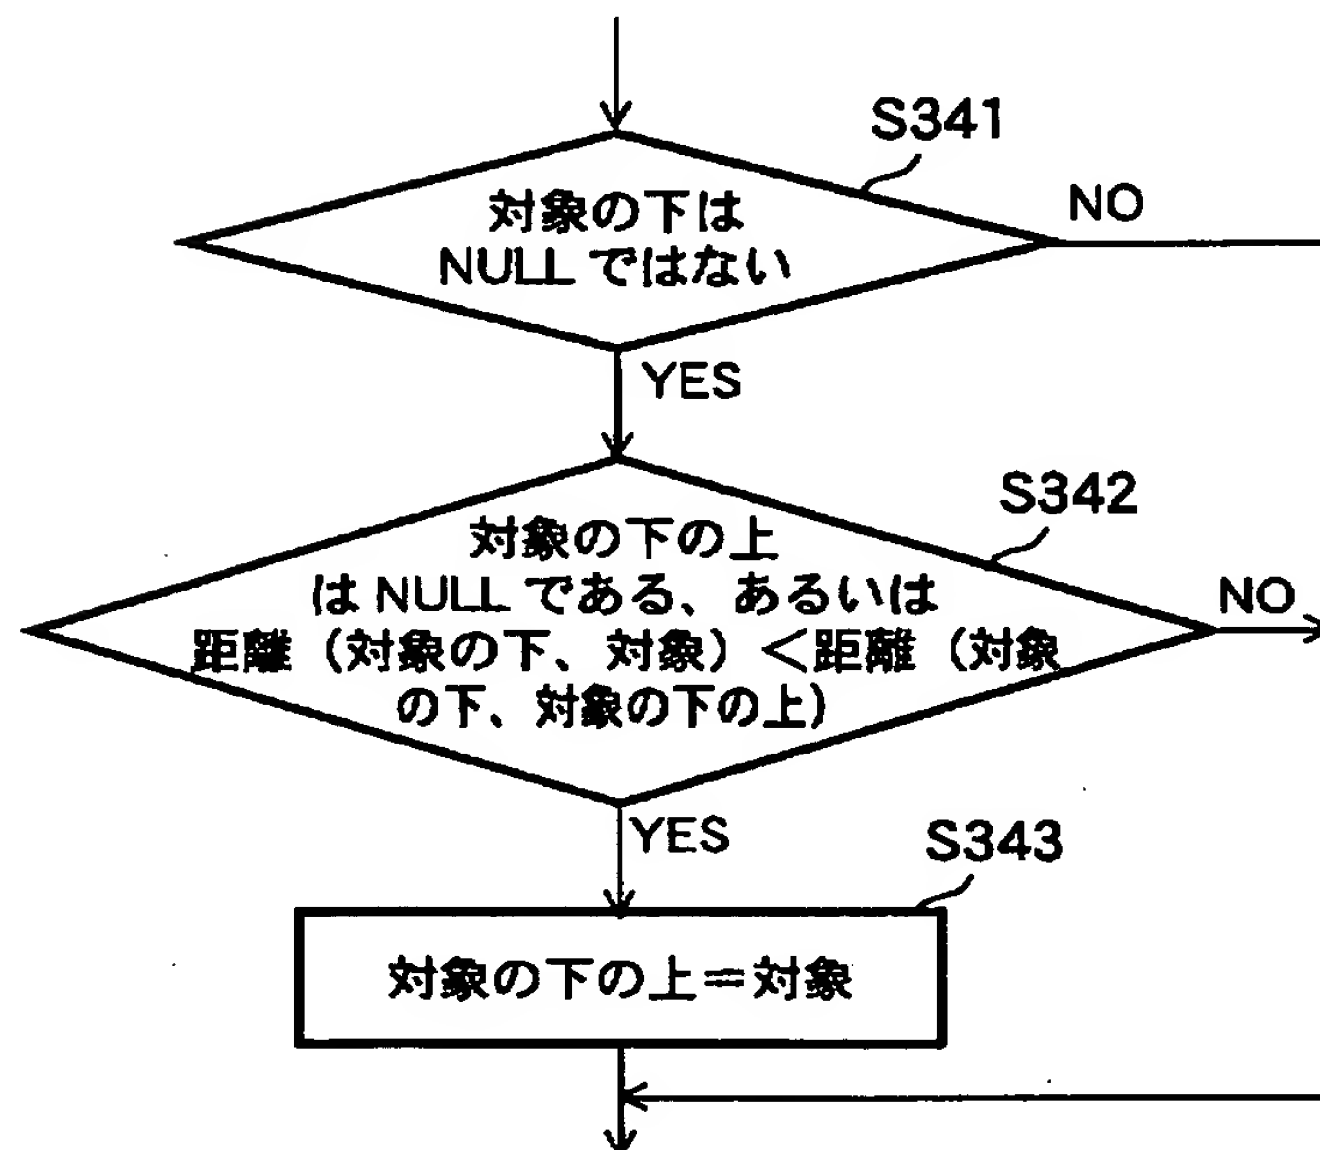 S341
対象の下は
NULLではない
NO
YES
S342
対象の下の上
はNULLである、あるいは
距離（対象の下、対象）＜距離（対象
の下、対象の下の上）
NO
YES
S343
対象の下の上＝対象